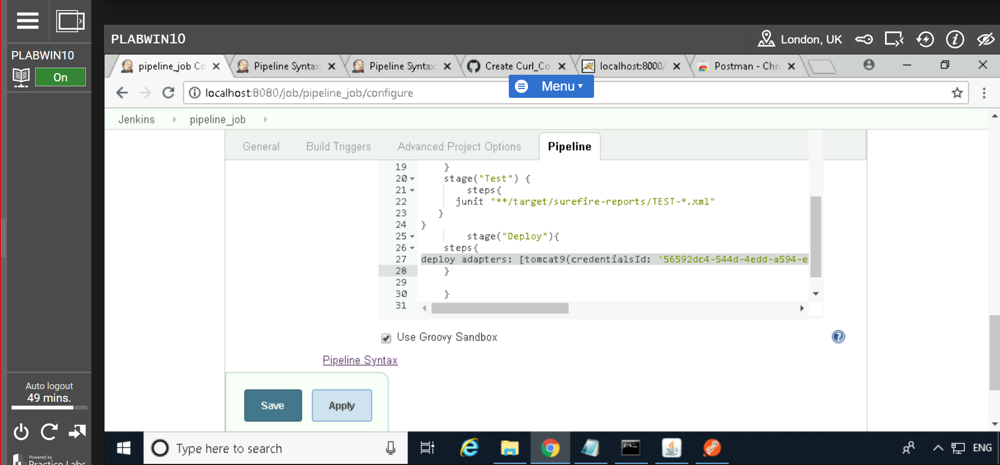 PLABWIN10
On
PLABWIN10
London, UK
pipeline_job Co
Pipeline Syntax:
Pipeline Syntax:
Create Curl_Co
localhost:8000/
Postman - Chro
Menu
localhost:8080/job/pipeline_job/configure
Jenkins
pipeline_job
General
Build Triggers
Advanced Project Options
Pipeline
19 }
20 stage("Test") {
21 steps{
22 junit "**/target/surefire-reports/TEST-*.xml"
23 }
24 }
25 stage("Deploy"){
26 steps{
27 deploy adapters: [tomcat9(credentialsId: '56592dc4-544d-4edd-a594-e
28 }
29
30 }
31
Use Groovy Sandbox
Pipeline Syntax
Save
Apply
Auto logout
49 mins.
Powered by
Practice Labs
Type here to search
ENG